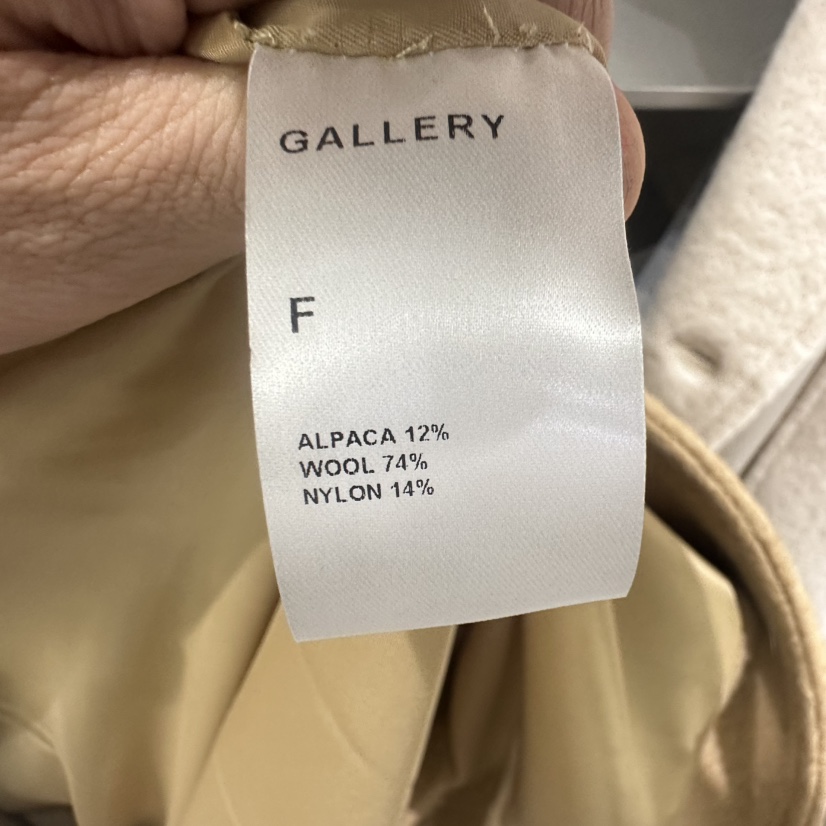 GALLERY
F
ALPACA 12%
WOOL 74%
NYLON 14%